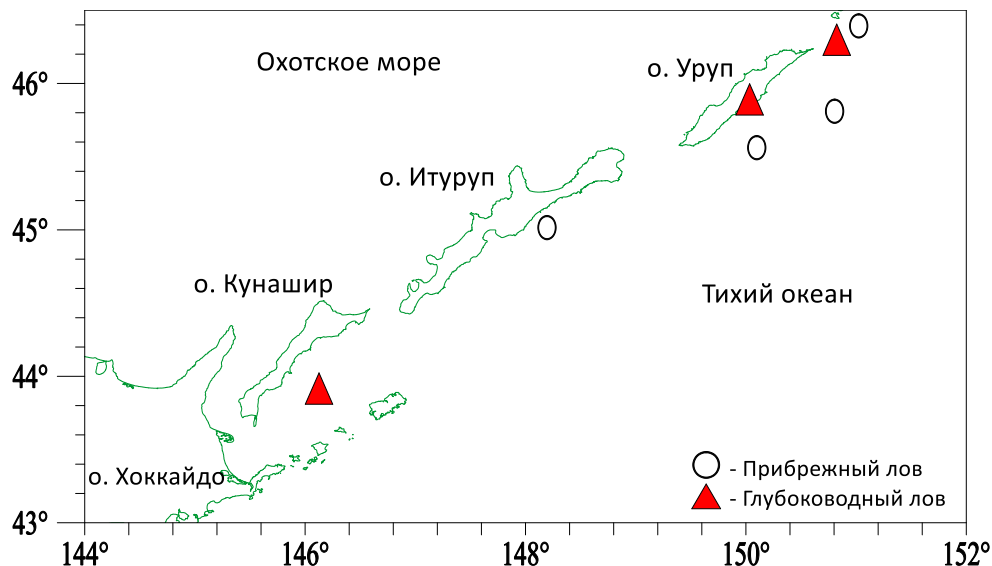 Охотское море
о. Уруп
46°
о. Итуруп
45°
о. Кунашир
Тихий океан
44°
- Прибрежный лов
о. Хоккайдо
- Глубоководный лов
43°
144° 146° 148° 150° 152°